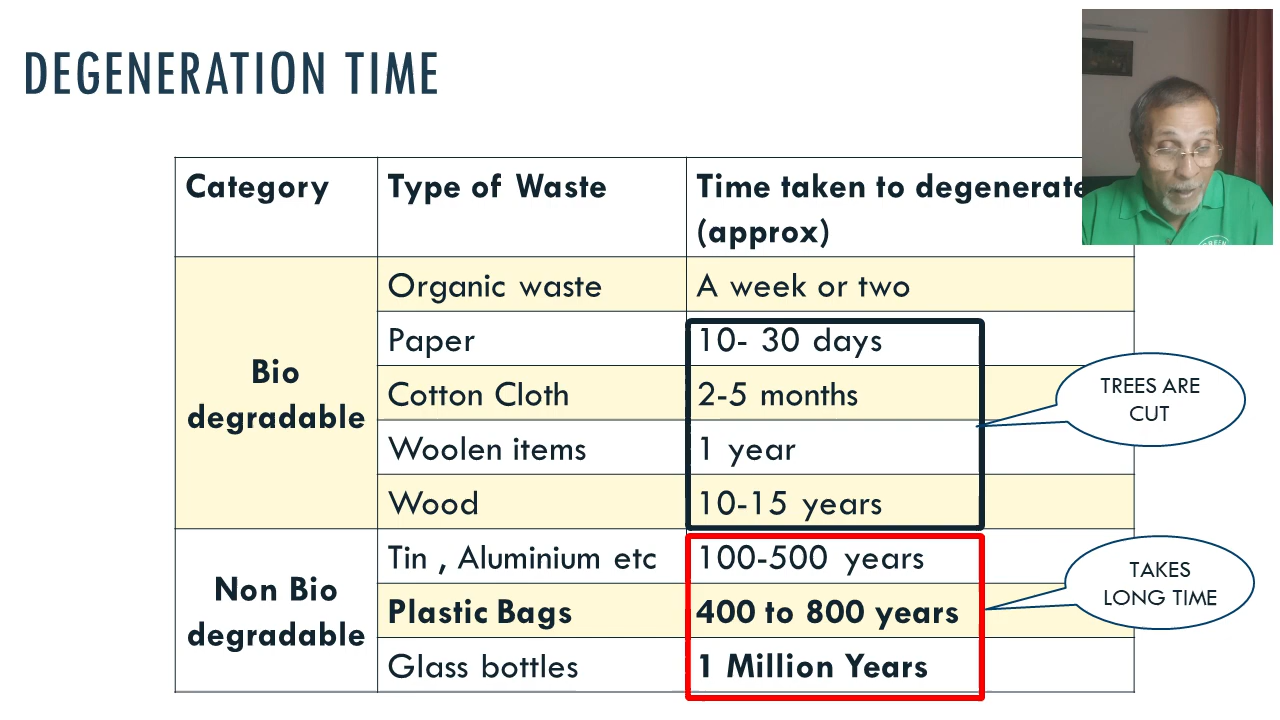 DEGENERATION TIME
Category Type of Waste Time taken to degenerate
(approx)
Bio
degradable
Organic waste A week or two
Paper 10- 30 days
Cotton Cloth 2-5 months
Woolen items 1 year
Wood 10-15 years
TREES ARE
CUT
Non Bio
degradable
Tin , Aluminium etc 100-500 years
Plastic Bags 400 to 800 years
Glass bottles 1 Million Years
TAKES
LONG TIME